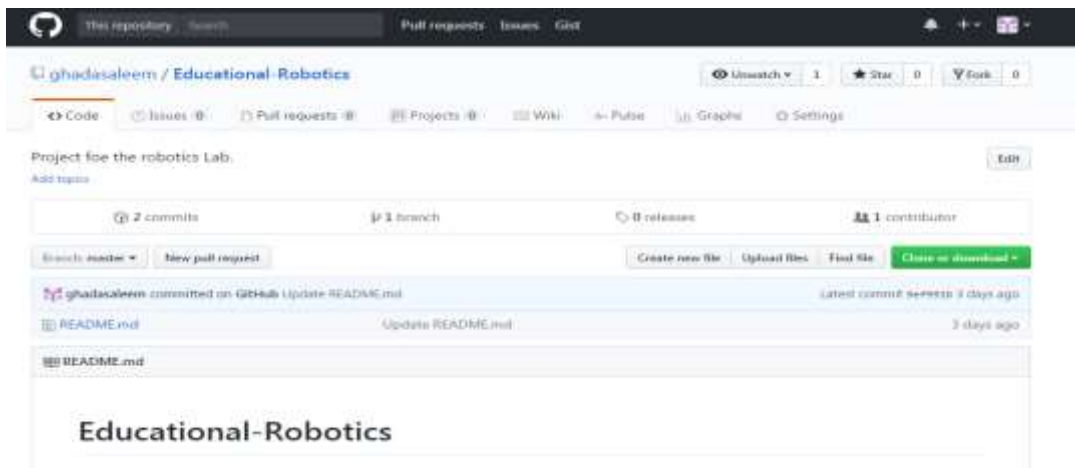 This repository Search Pull requests Issues Gist
ghadasaleem / Educational-Robotics Unwatch 1 Star 0 Fork 0
Code Issues 0 Pull requests 0 Projects 0 Wiki Pulse Graphs Settings
Project foe the robotics Lab. Edit
Add topics
2 commits 1 branch 0 releases 1 contributor
Branch: master New pull request Create new file Upload files Find file Clone or download
ghadasaleem committed on GitHub Update README.md Latest commit 3 days ago
README.md Update README.md 3 days ago
README.md
Educational-Robotics